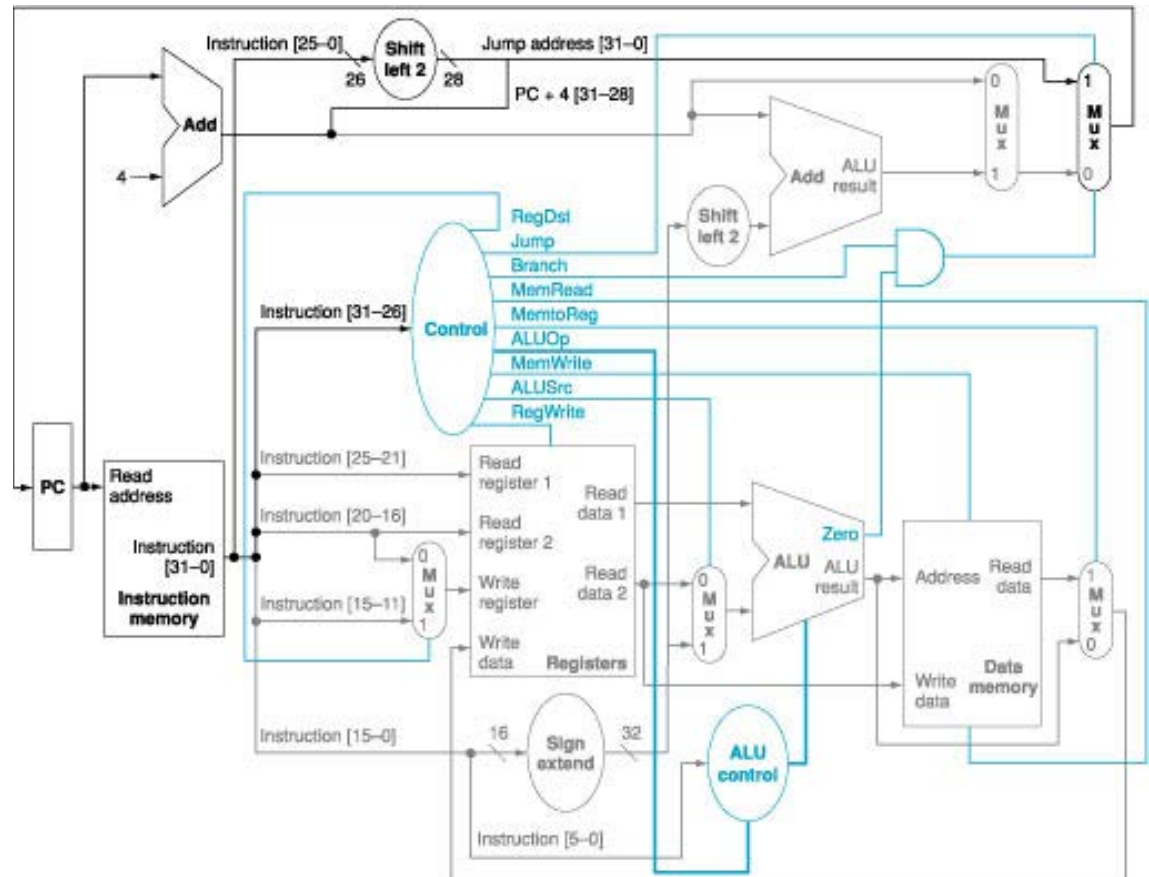 Instruction [25–0]
Shift
left 2
26
28
Jump address [31–0]
PC + 4 [31–28]
Add
4
0
M
u
x
1
1
M
u
x
0
Add
ALU
result
Shift
left 2
RegDst
Jump
Branch
MemRead
MemtoReg
ALUOp
MemWrite
ALUSrc
RegWrite
Instruction [31–26]
Control
PC
Read
address
Instruction
[31–0]
Instruction
memory
Instruction [25–21]
Instruction [20–16]
Instruction [15–11]
0
M
u
x
1
Read
register 1
Read
register 2
Write
register
Write
data
Read
data 1
Read
data 2
Registers
0
M
u
x
1
Zero
ALU
ALU
result
Address
Read
data
Write
data
Data
memory
1
M
u
x
0
Instruction [15–0]
16
Sign
extend
32
ALU
control
Instruction [5–0]